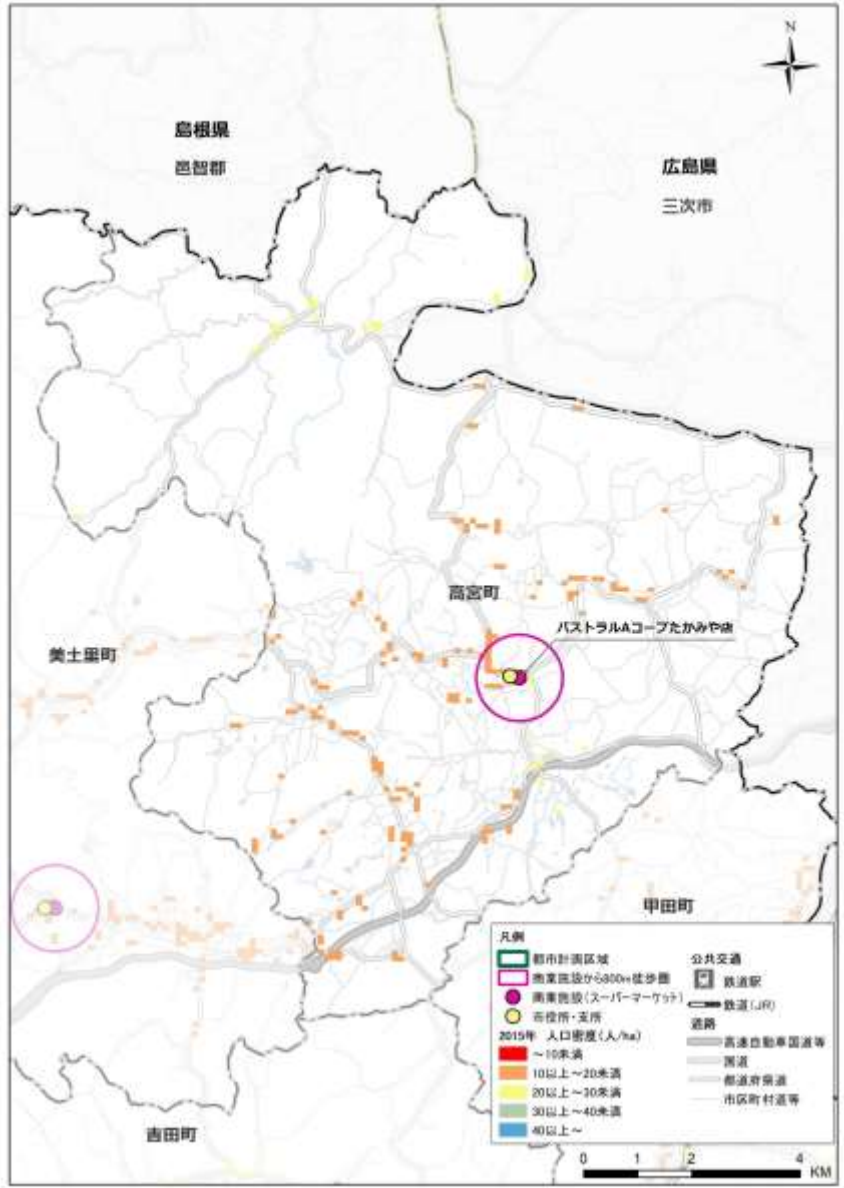 N
島根県
邑智郡
広島県
三次市
高宮町
パストラルAコープたかみや店
美土里町
甲田町
吉田町
凡例
都市計画区域
商業施設から800m徒歩圏
商業施設(スーパーマーケット)
市役所・支所
2015年 人口密度(人/ha)
~10未満
10以上~20未満
20以上~30未満
30以上~40未満
40以上~
公共交通
鉄道駅
鉄道(JR)
道路
高速自動車国道等
国道
都道府県道
市区町村道等
0 1 2 4
KM